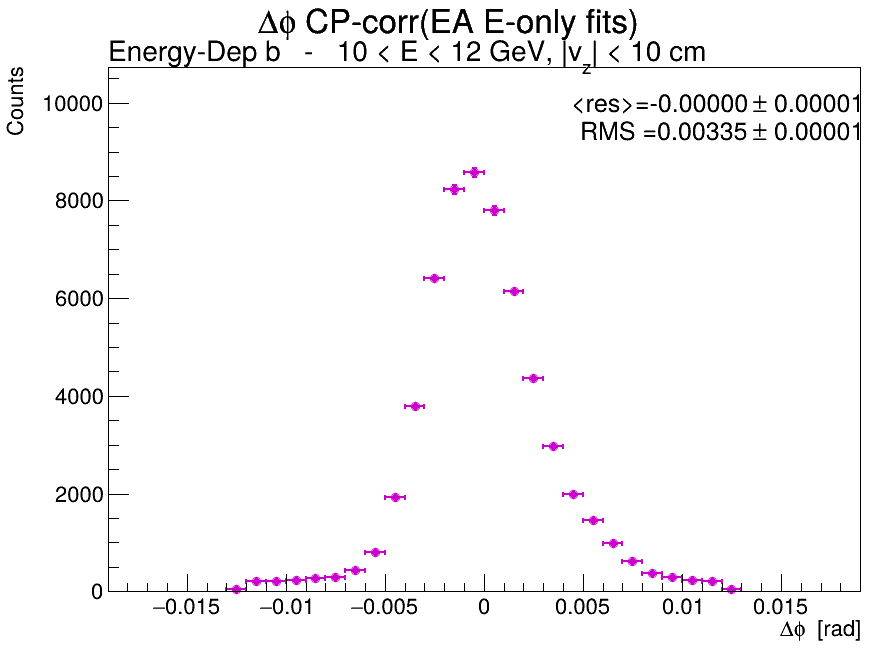 Δϕ CP-corr(EA E-only fits)
Energy-Dep b - 10 < E < 12 GeV, |v_z| < 10 cm
Counts
<res>=-0.00000 ± 0.00001
RMS =0.00335 ± 0.00001
10000
8000
6000
4000
2000
0
−0.015 −0.01 −0.005 0 0.005 0.01 0.015
Δϕ [rad]